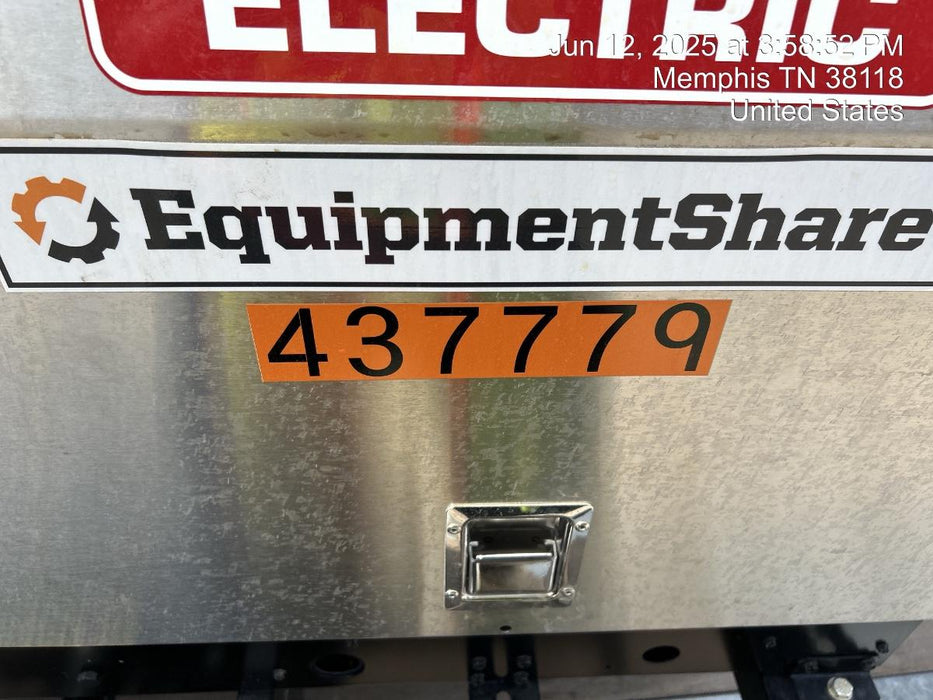 ELECTRIC
Jun 12, 2025 at 3:58:52 PM
Memphis TN 38118
United States
EquipmentShare
437779